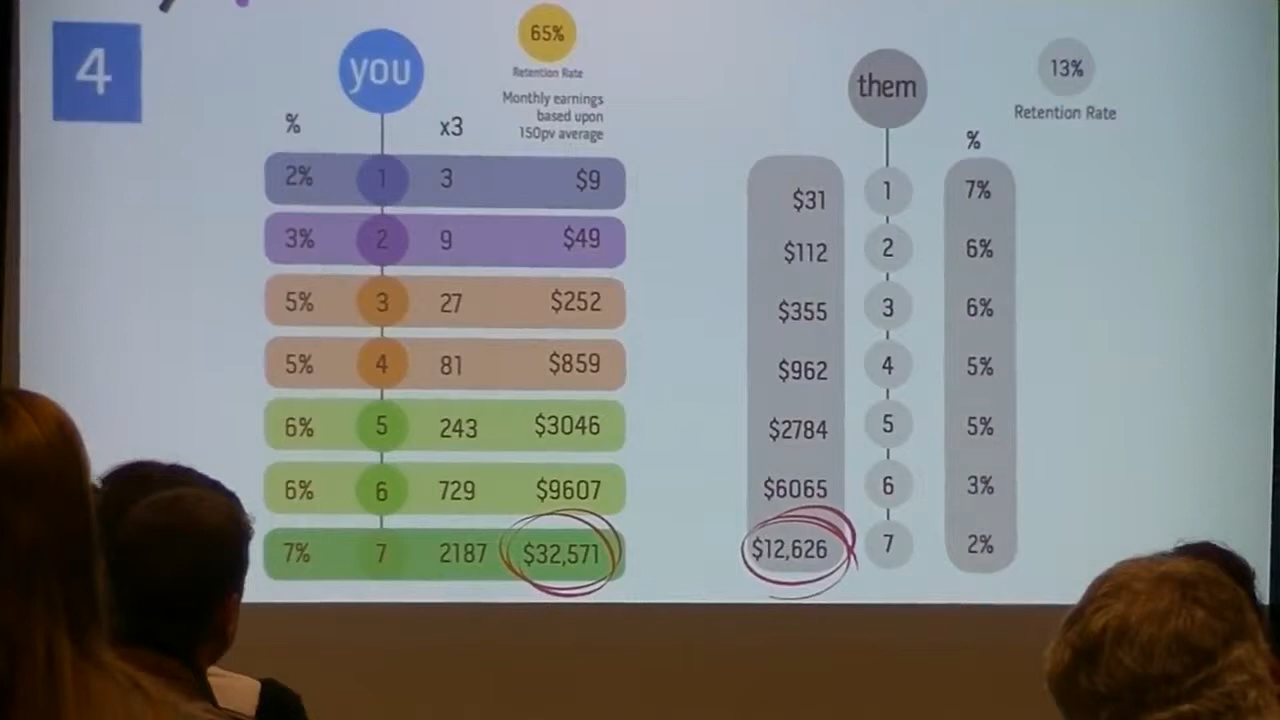 4
you
65%
Retention Rate
Monthly earnings
based upon
150pv average
% x3
2% 1 3 $9
3% 2 9 $49
5% 3 27 $252
5% 4 81 $859
6% 5 243 $3046
6% 6 729 $9607
7% 7 2187 $32,571
them
13%
Retention Rate
%
$31 1 7%
$112 2 6%
$355 3 6%
$962 4 5%
$2784 5 5%
$6065 6 3%
$12,626 7 2%